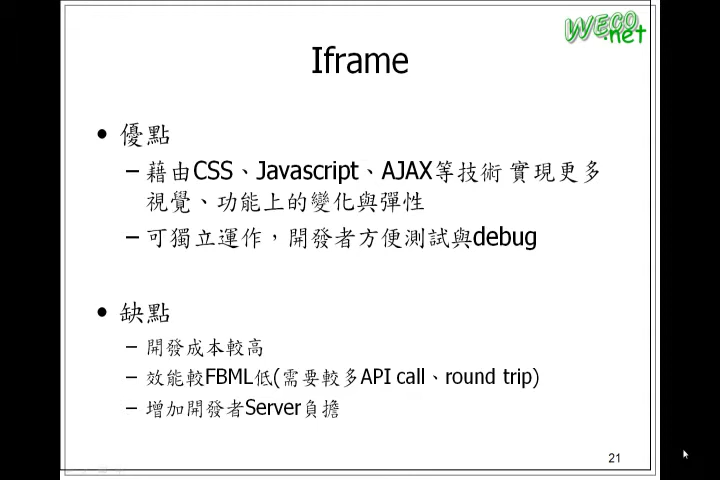 WECO.net
Iframe
• 優點
– 藉由CSS、Javascript、AJAX等技術 實現更多
視覺、功能上的變化與彈性
– 可獨立運作，開發者方便測試與debug
• 缺點
– 開發成本較高
– 效能較FBML低(需要較多API call、round trip)
– 增加開發者Server負擔
21